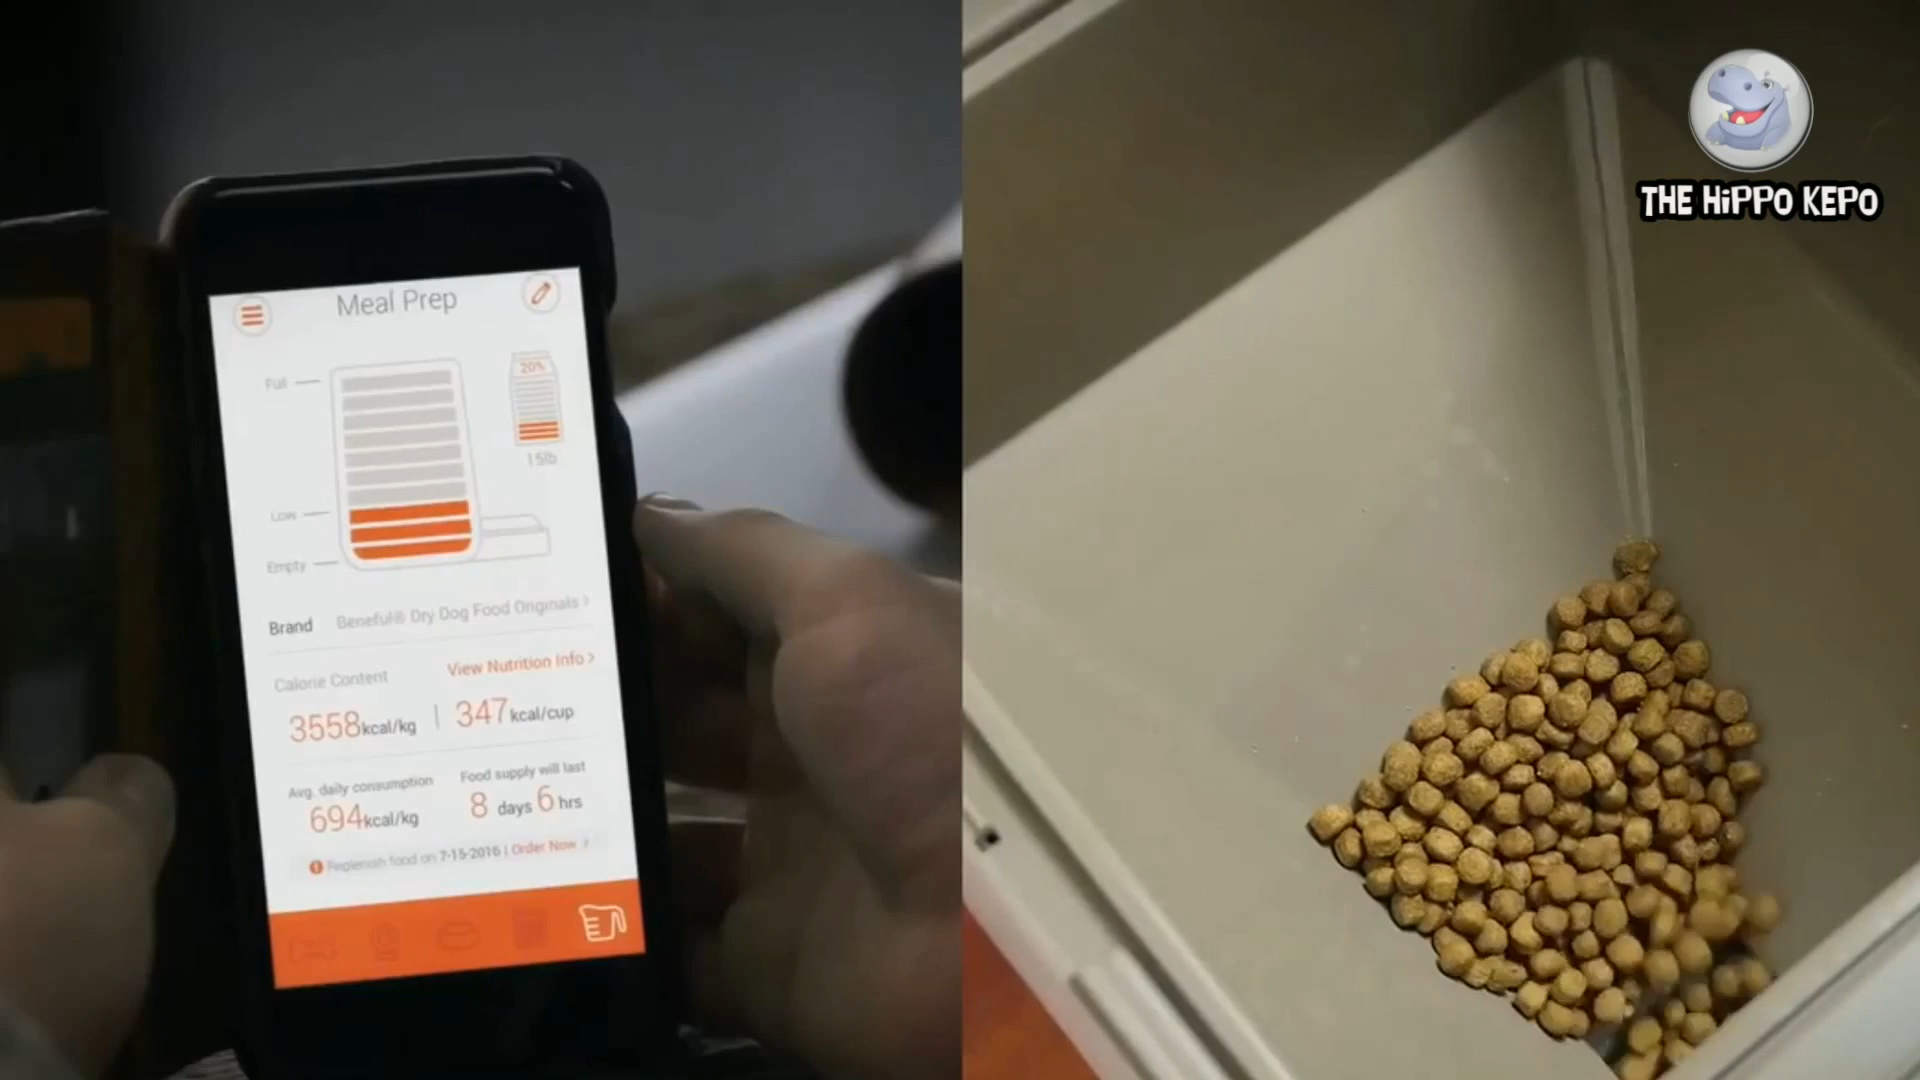 Meal Prep
Full
20%
15lb
Low
Empty
Brand Beneful® Dry Dog Food Originals >
Calorie Content View Nutrition Info >
3558kcal/kg | 347kcal/cup
Avg. daily consumption Food supply will last
694kcal/kg 8 days 6 hrs
Replenish food on 7-15-2016 | Order Now >
THE HiPPO KEPO